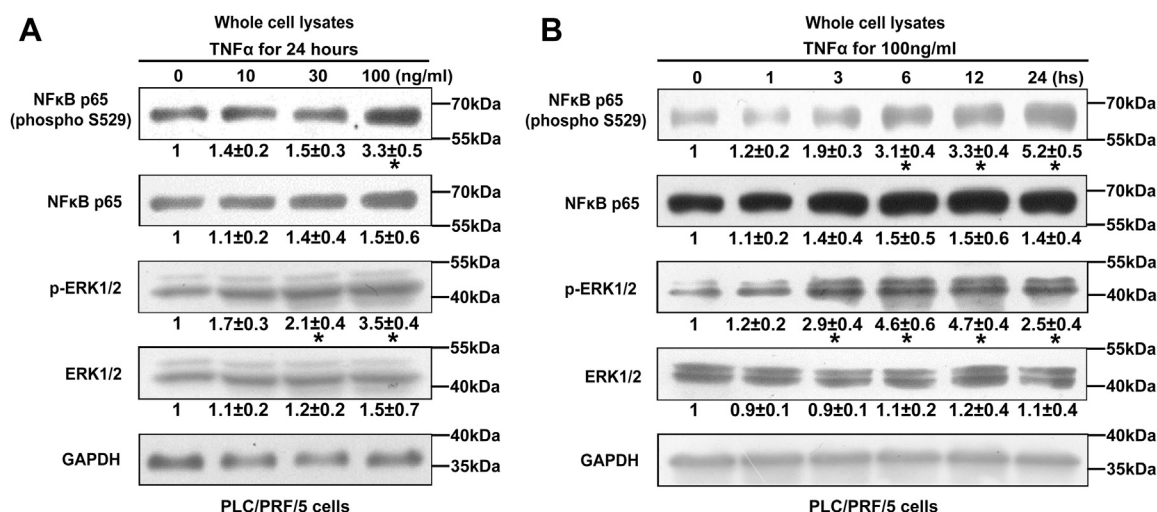 A
Whole cell lysates
TNFα for 24 hours
0 10 30 100 (ng/ml)
NFκB p65
(phospho S529)
70kDa
55kDa
1 1.4±0.2 1.5±0.3 3.3±0.5
*
NFκB p65
70kDa
55kDa
1 1.1±0.2 1.4±0.4 1.5±0.6
p-ERK1/2
55kDa
40kDa
1 1.7±0.3 2.1±0.4 3.5±0.4
* *
ERK1/2
55kDa
40kDa
1 1.1±0.2 1.2±0.2 1.5±0.7
GAPDH
40kDa
35kDa
PLC/PRF/5 cells
B
Whole cell lysates
TNFα for 100ng/ml
0 1 3 6 12 24 (hs)
NFκB p65
(phospho S529)
70kDa
55kDa
1 1.2±0.2 1.9±0.3 3.1±0.4 3.3±0.4 5.2±0.5
* * *
NFκB p65
70kDa
55kDa
1 1.1±0.2 1.4±0.4 1.5±0.5 1.5±0.6 1.4±0.4
p-ERK1/2
55kDa
40kDa
1 1.2±0.2 2.9±0.4 4.6±0.6 4.7±0.4 2.5±0.4
* * * *
ERK1/2
55kDa
40kDa
1 0.9±0.1 0.9±0.1 1.1±0.2 1.2±0.4 1.1±0.4
GAPDH
40kDa
35kDa
PLC/PRF/5 cells